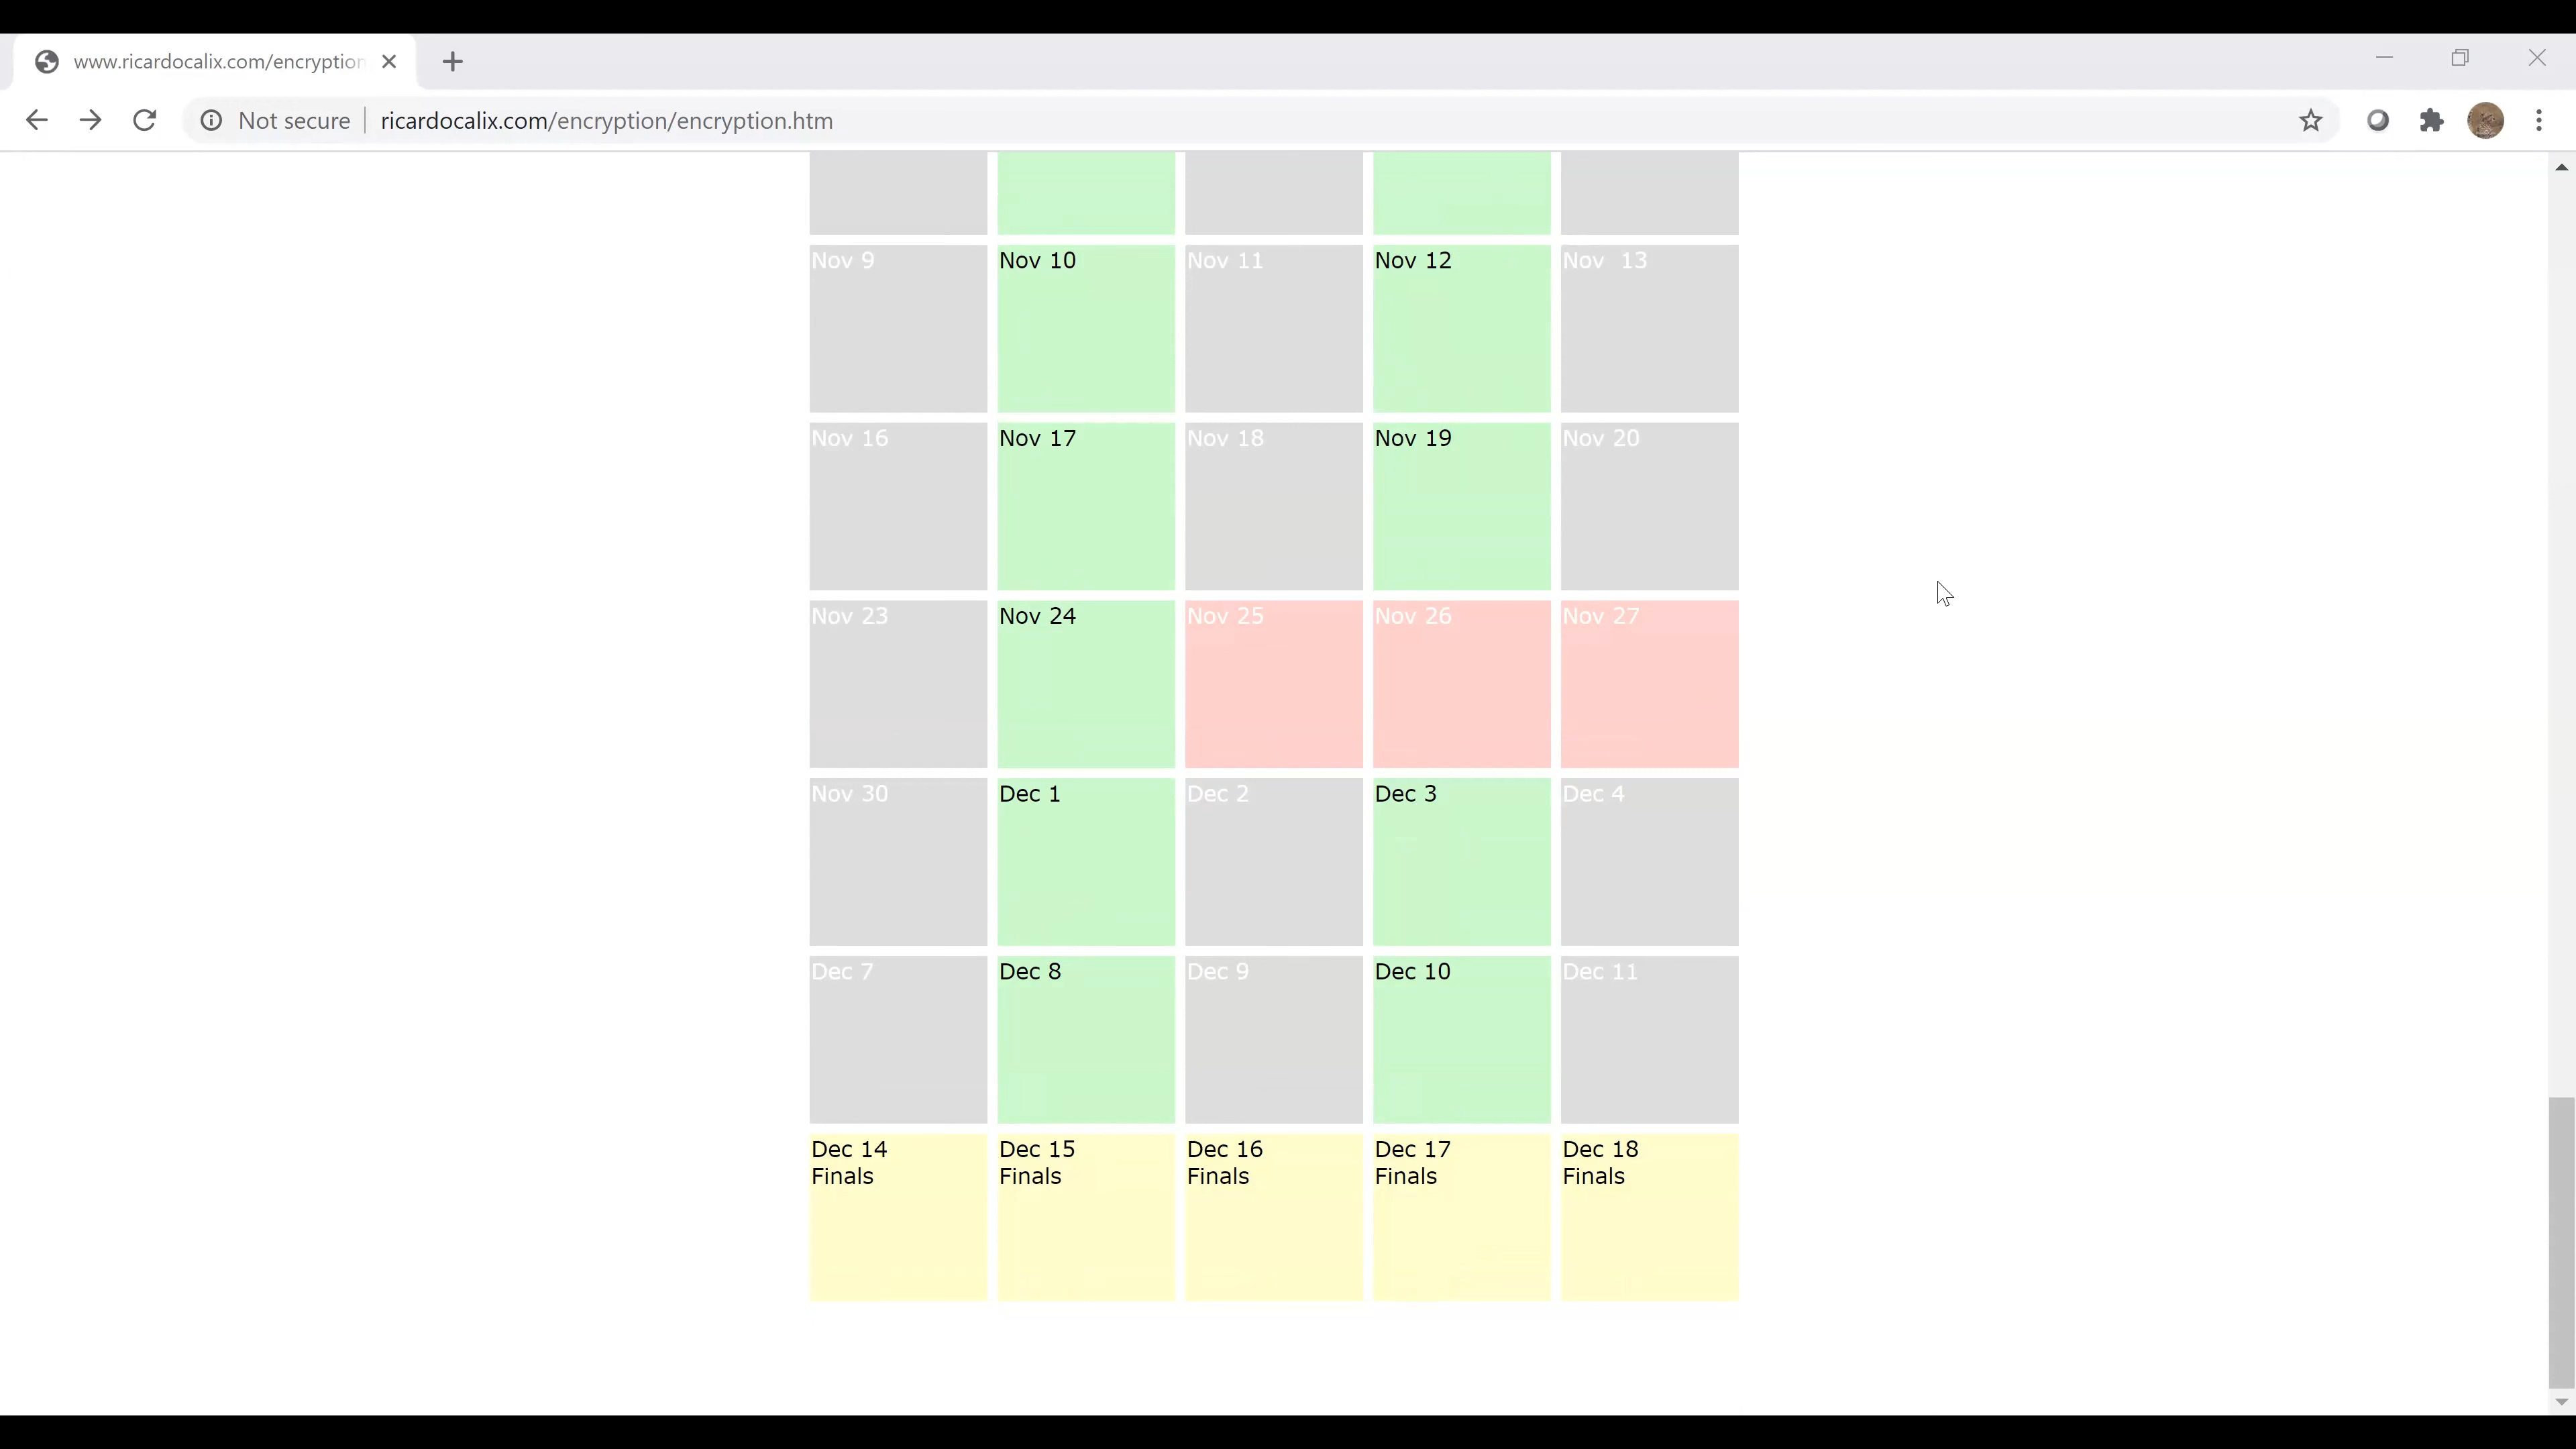 www.ricardocalix.com/encryption
Not secure
ricardocalix.com/encryption/encryption.htm
Nov 9
Nov 10
Nov 11
Nov 12
Nov 13
Nov 16
Nov 17
Nov 18
Nov 19
Nov 20
Nov 23
Nov 24
Nov 25
Nov 26
Nov 27
Nov 30
Dec 1
Dec 2
Dec 3
Dec 4
Dec 7
Dec 8
Dec 9
Dec 10
Dec 11
Dec 14
Finals
Dec 15
Finals
Dec 16
Finals
Dec 17
Finals
Dec 18
Finals